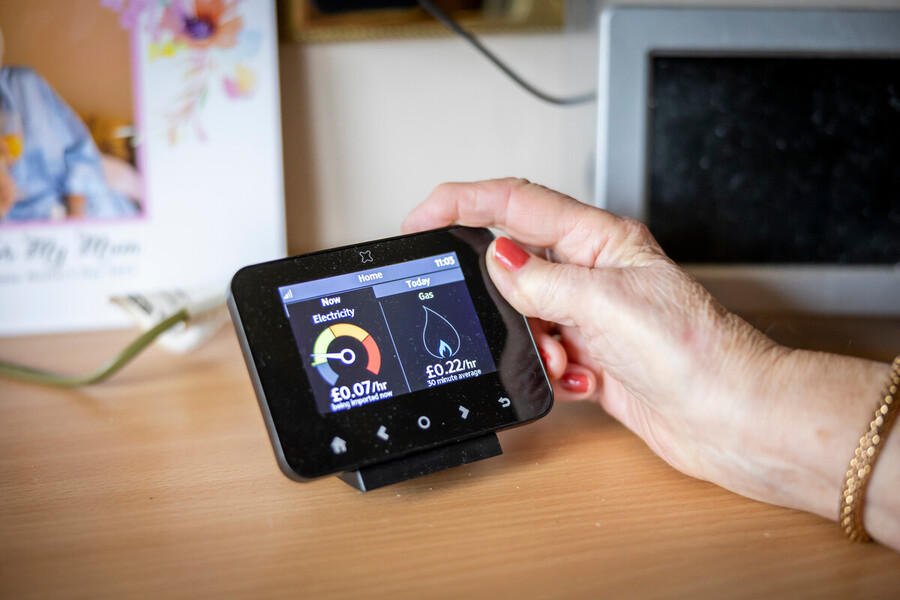 My Mum
Home
11:03
Now
Today
Electricity
Gas
£0.07/hr
being imported now
£0.22/hr
30 minute average